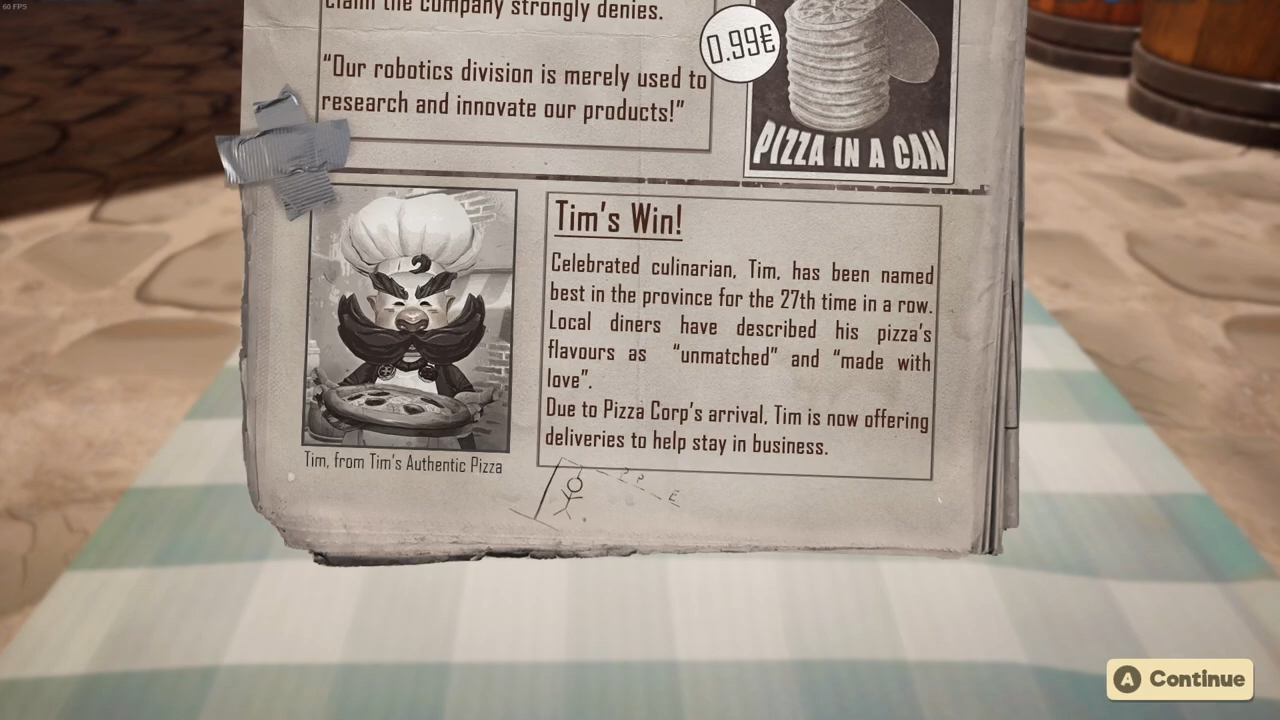 60 FPS
claim the company strongly denies.
“Our robotics division is merely used to
research and innovate our products!”
0.99€
PIZZA IN A CAN
Tim's Win!
Celebrated culinarian, Tim, has been named
best in the province for the 27th time in a row.
Local diners have described his pizza's
flavours as “unmatched” and “made with
love”.
Due to Pizza Corp's arrival, Tim is now offering
deliveries to help stay in business.
Tim, from Tim's Authentic Pizza
A Continue